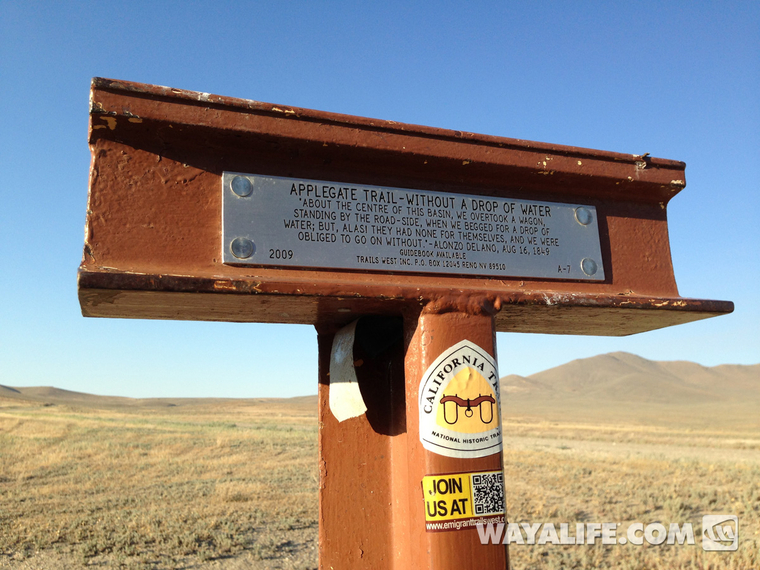 APPLEGATE TRAIL-WITHOUT A DROP OF WATER
"ABOUT THE CENTRE OF THIS BASIN, WE OVERTOOK A WAGON,
STANDING BY THE ROAD-SIDE, WHEN WE BEGGED FOR A DROP OF
WATER; BUT, ALAS! THEY HAD NONE FOR THEMSELVES, AND WE WERE
OBLIGED TO GO ON WITHOUT."-ALONZO DELANO, AUG 16, 1849
GUIDEBOOK AVAILABLE
2009 TRAILS WEST INC. P.O. BOX 12045 RENO NV 89510 A-7
CALIFORNIA T
NATIONAL HISTORIC TRA
JOIN
US AT
www.emigranttrailswest.o
WAYALIFE.COM